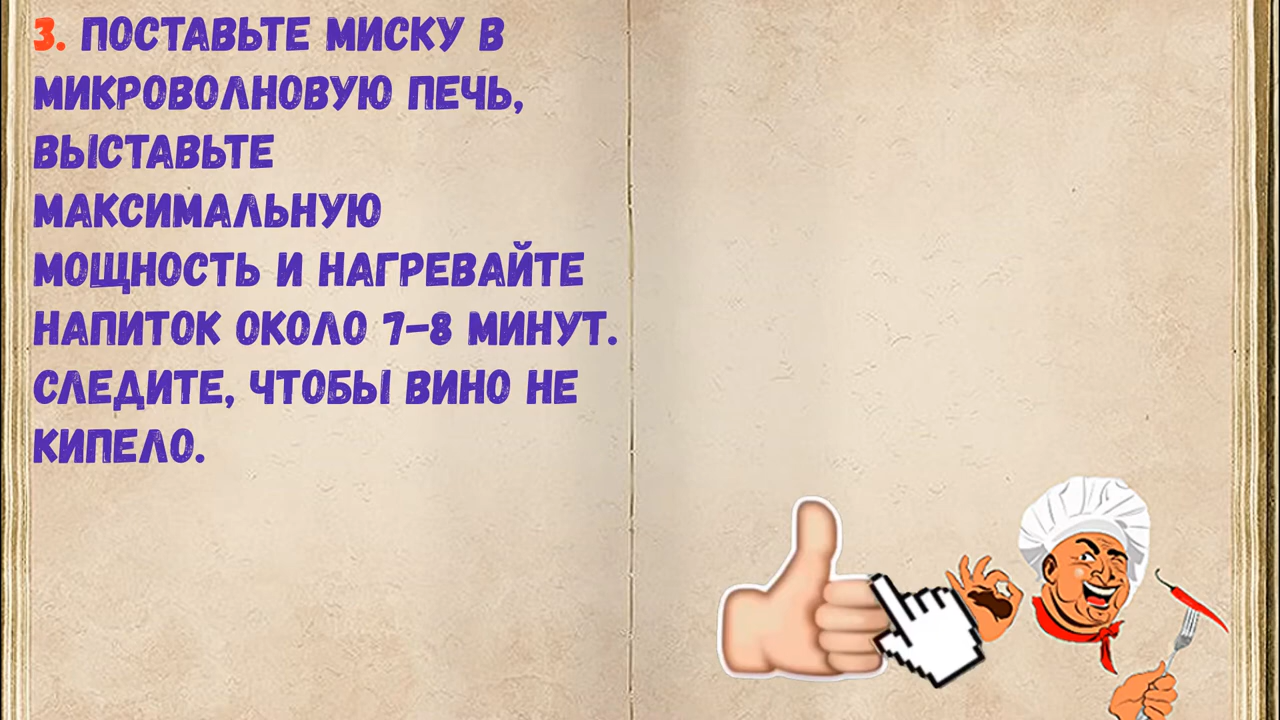 3. ПОСТАВЬТЕ МИСКУ В
МИКРОВОЛНОВУЮ ПЕЧЬ,
ВЫСТАВЬТЕ
МАКСИМАЛЬНУЮ
МОЩНОСТЬ И НАГРЕВАЙТЕ
НАПИТОК ОКОЛО 7-8 МИНУТ.
СЛЕДИТЕ, ЧТОБЫ ВИНО НЕ
КИПЕЛО.